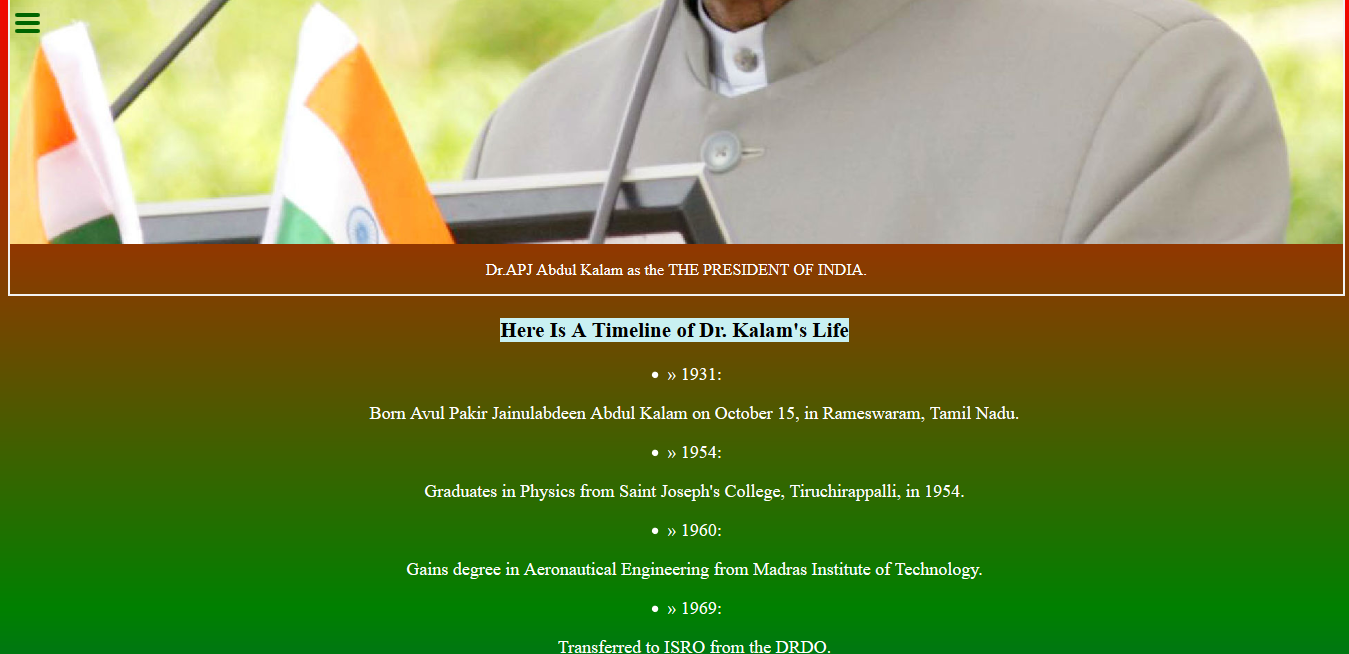 Dr.APJ Abdul Kalam as the THE PRESIDENT OF INDIA.
Here Is A Timeline of Dr. Kalam's Life
• » 1931:
Born Avul Pakir Jainulabdeen Abdul Kalam on October 15, in Rameswaram, Tamil Nadu.
• » 1954:
Graduates in Physics from Saint Joseph's College, Tiruchirappalli, in 1954.
• » 1960:
Gains degree in Aeronautical Engineering from Madras Institute of Technology.
• » 1969:
Transferred to ISRO from the DRDO.